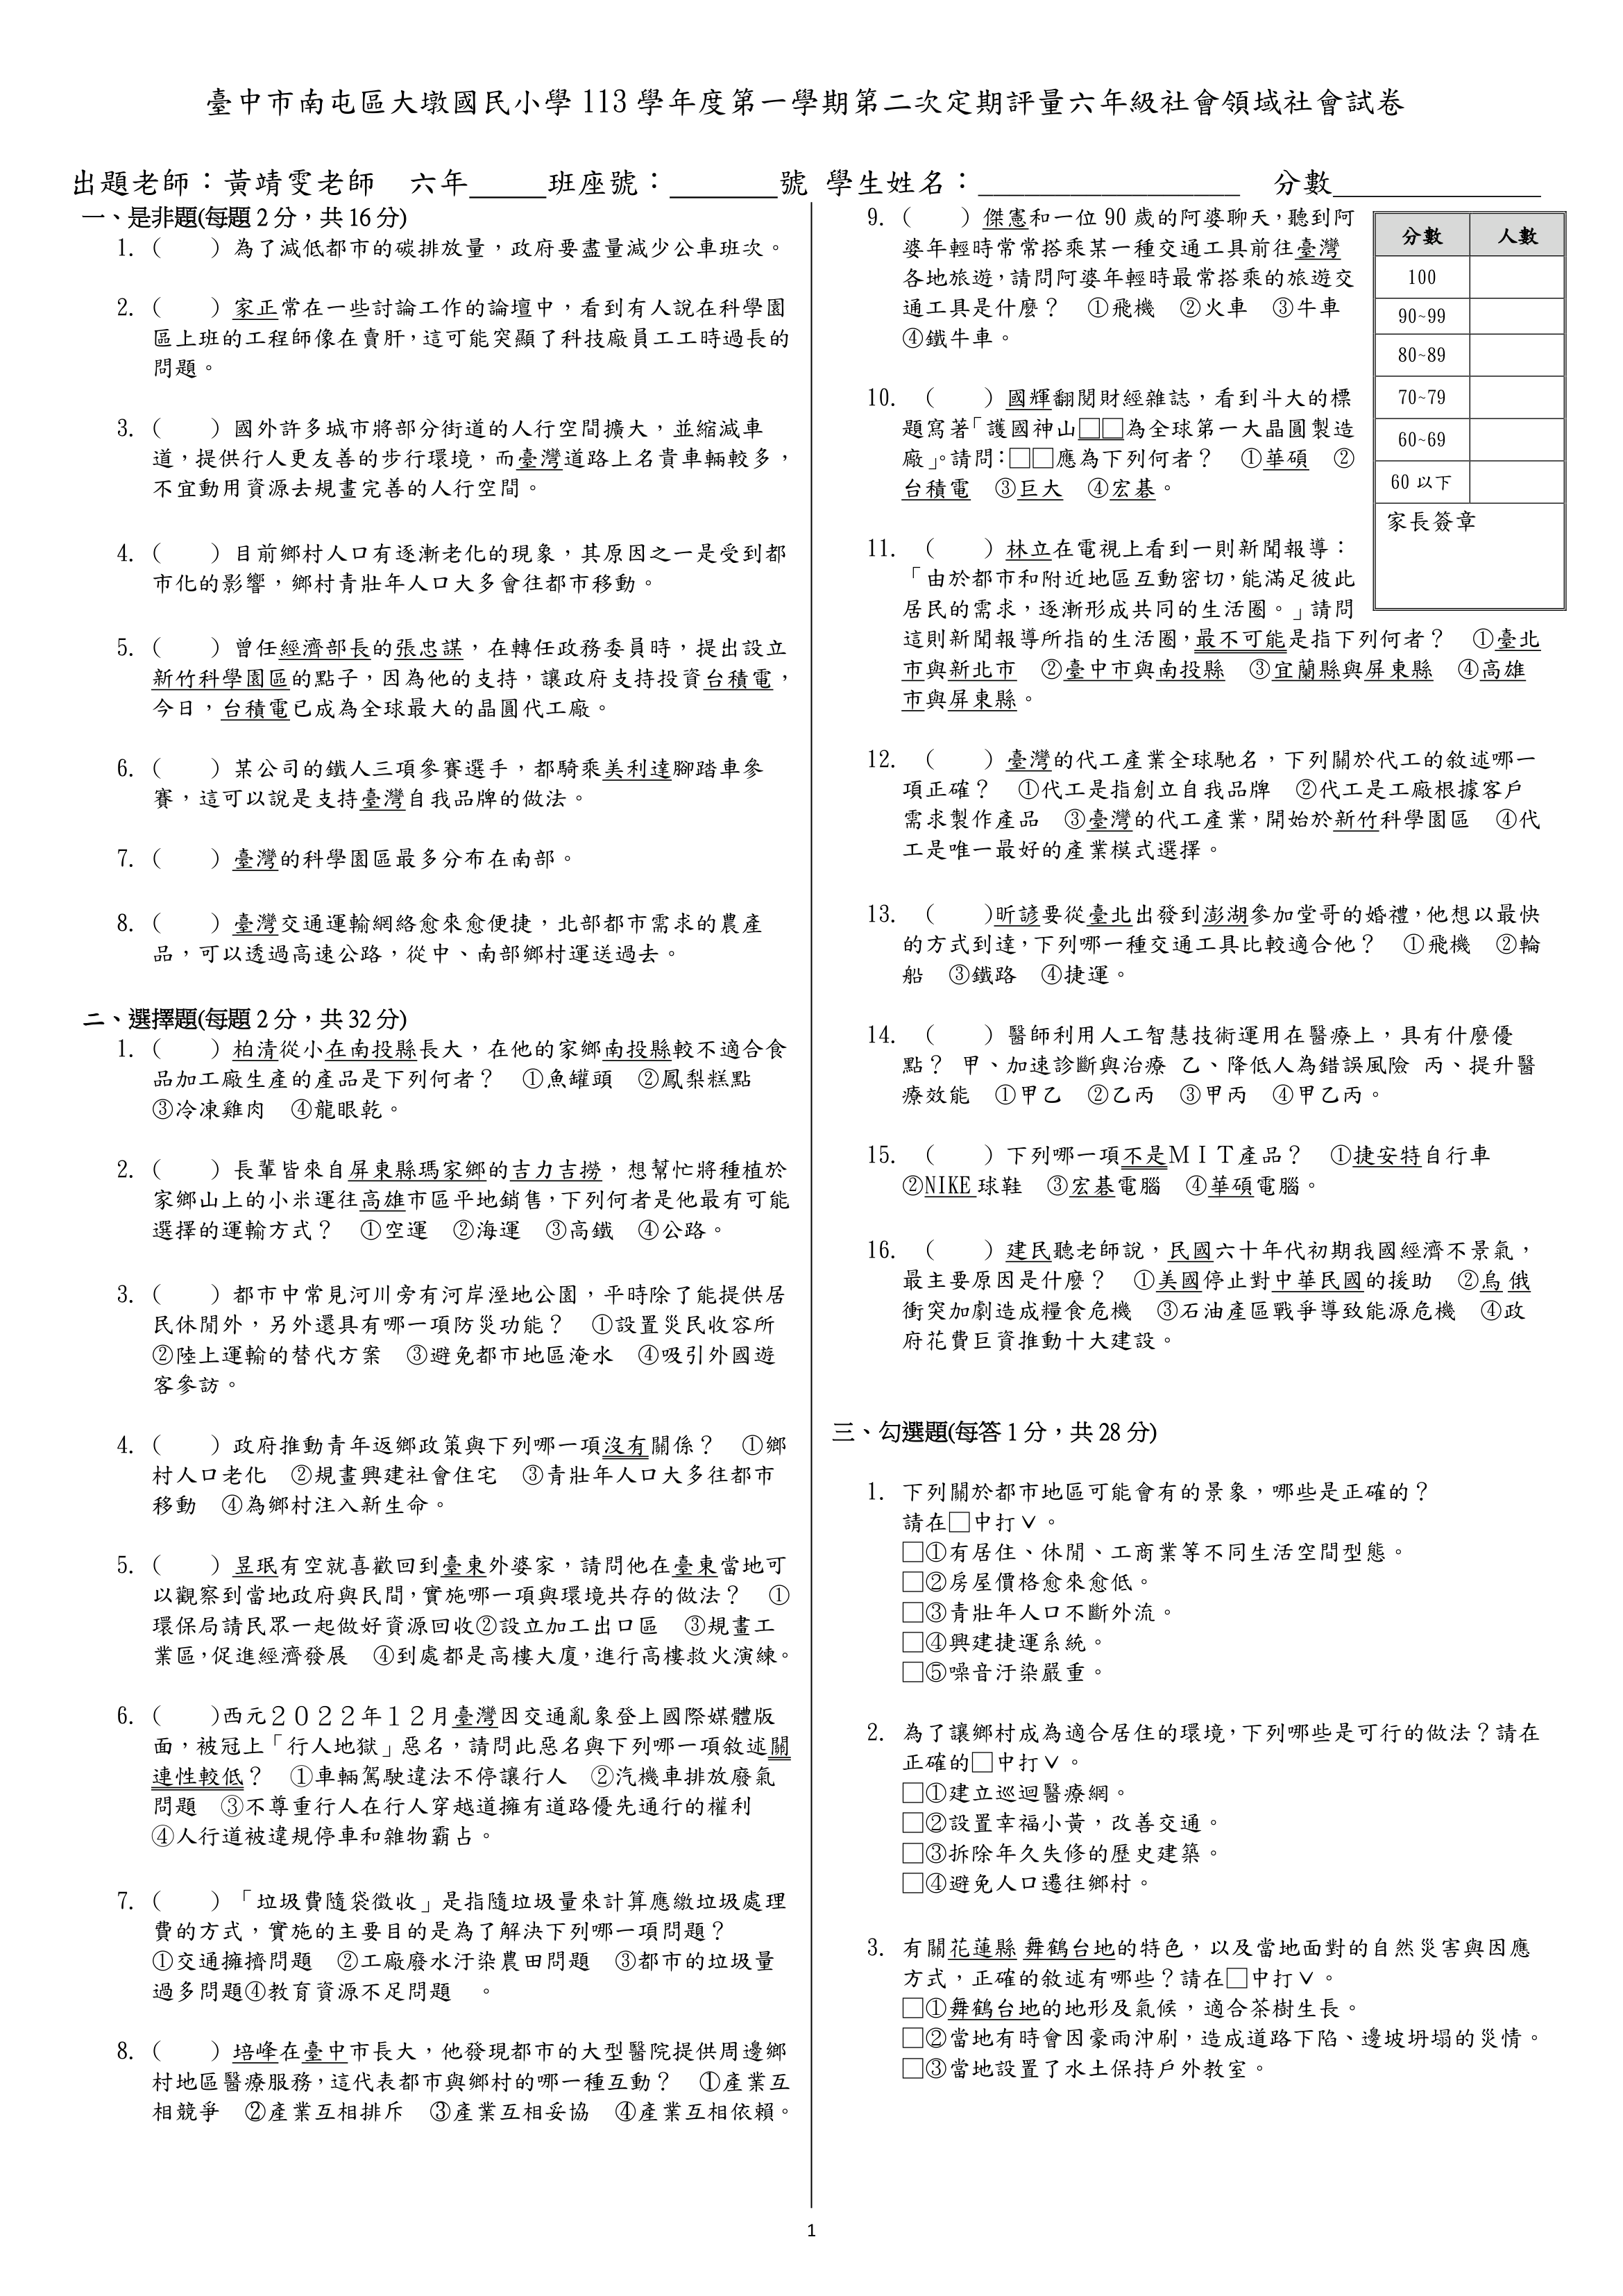 臺中市南屯區大墩國民小學 113 學年度第一學期第二次定期評量六年級社會領域社會試卷
出題老師：黃靖雯老師　六年_____班座號：_______號 學生姓名：_________________　分數_____________
一、是非題(每題 2 分，共 16 分)
1. (　　) 為了減低都市的碳排放量，政府要盡量減少公車班次。
2. (　　) 家正常在一些討論工作的論壇中，看到有人說在科學園
區上班的工程師像在賣肝，這可能突顯了科技廠員工工時過長的
問題。
3. (　　) 國外許多城市將部分街道的人行空間擴大，並縮減車
道，提供行人更友善的步行環境，而臺灣道路上名貴車輛較多，
不宜動用資源去規畫完善的人行空間。
4. (　　) 目前鄉村人口有逐漸老化的現象，其原因之一是受到都
市化的影響，鄉村青壯年人口大多會往都市移動。
5. (　　) 曾任經濟部長的張忠謀，在轉任政務委員時，提出設立
新竹科學園區的點子，因為他的支持，讓政府支持投資台積電，
今日，台積電已成為全球最大的晶圓代工廠。
6. (　　) 某公司的鐵人三項參賽選手，都騎乘美利達腳踏車參
賽，這可以說是支持臺灣自我品牌的做法。
7. (　　) 臺灣的科學園區最多分布在南部。
8. (　　) 臺灣交通運輸網絡愈來愈便捷，北部都市需求的農產
品，可以透過高速公路，從中、南部鄉村運送過去。
二、選擇題(每題 2 分，共 32 分)
1. (　　) 柏清從小在南投縣長大，在他的家鄉南投縣較不適合食
品加工廠生產的產品是下列何者？　①魚罐頭　②鳳梨糕點
③冷凍雞肉　④龍眼乾。
2. (　　) 長輩皆來自屏東縣瑪家鄉的吉力吉撈，想幫忙將種植於
家鄉山上的小米運往高雄市區平地銷售，下列何者是他最有可能
選擇的運輸方式？　①空運　②海運　③高鐵　④公路。
3. (　　) 都市中常見河川旁有河岸溼地公園，平時除了能提供居
民休閒外，另外還具有哪一項防災功能？　①設置災民收容所
②陸上運輸的替代方案　③避免都市地區淹水　④吸引外國遊
客參訪。
4. (　　) 政府推動青年返鄉政策與下列哪一項沒有關係？　①鄉
村人口老化　②規畫興建社會住宅　③青壯年人口大多往都市
移動　④為鄉村注入新生命。
5. (　　) 昱珉有空就喜歡回到臺東外婆家，請問他在臺東當地可
以觀察到當地政府與民間，實施哪一項與環境共存的做法？　①
環保局請民眾一起做好資源回收②設立加工出口區　③規畫工
業區，促進經濟發展　④到處都是高樓大廈，進行高樓救火演練。
6. (　　)西元２０２２年１２月臺灣因交通亂象登上國際媒體版
面，被冠上「行人地獄」惡名，請問此惡名與下列哪一項敘述關
連性較低？　①車輛駕駛違法不停讓行人　②汽機車排放廢氣
問題　③不尊重行人在行人穿越道擁有道路優先通行的權利
④人行道被違規停車和雜物霸占。
7. (　　) 「垃圾費隨袋徵收」是指隨垃圾量來計算應繳垃圾處理
費的方式，實施的主要目的是為了解決下列哪一項問題？
①交通擁擠問題　②工廠廢水汙染農田問題　③都市的垃圾量
過多問題④教育資源不足問題　。
8. (　　) 培峰在臺中市長大，他發現都市的大型醫院提供周邊鄉
村地區醫療服務，這代表都市與鄉村的哪一種互動？　①產業互
相競爭　②產業互相排斥　③產業互相妥協　④產業互相依賴。
9. (　　) 傑憲和一位 90 歲的阿婆聊天，聽到阿
婆年輕時常常搭乘某一種交通工具前往臺灣
各地旅遊，請問阿婆年輕時最常搭乘的旅遊交
通工具是什麼？　①飛機　②火車　③牛車
④鐵牛車。
10. (　　) 國輝翻閱財經雜誌，看到斗大的標
題寫著「護國神山□□為全球第一大晶圓製造
廠」。請問：□□應為下列何者？　①華碩　②
台積電　③巨大　④宏碁。
11. (　　) 林立在電視上看到一則新聞報導：
「由於都市和附近地區互動密切，能滿足彼此
居民的需求，逐漸形成共同的生活圈。」請問
這則新聞報導所指的生活圈，最不可能是指下列何者？　①臺北
市與新北市　②臺中市與南投縣　③宜蘭縣與屏東縣　④高雄
市與屏東縣。
12. (　　) 臺灣的代工產業全球馳名，下列關於代工的敘述哪一
項正確？　①代工是指創立自我品牌　②代工是工廠根據客戶
需求製作產品　③臺灣的代工產業，開始於新竹科學園區　④代
工是唯一最好的產業模式選擇。
13. (　　)昕諺要從臺北出發到澎湖參加堂哥的婚禮，他想以最快
的方式到達，下列哪一種交通工具比較適合他？　①飛機　②輪
船　③鐵路　④捷運。
14. (　　) 醫師利用人工智慧技術運用在醫療上，具有什麼優
點？ 甲、加速診斷與治療 乙、降低人為錯誤風險 丙、提升醫
療效能　①甲乙　②乙丙　③甲丙　④甲乙丙。
15. (　　) 下列哪一項不是ＭＩＴ產品？　①捷安特自行車
②NIKE 球鞋　③宏碁電腦　④華碩電腦。
16. (　　) 建民聽老師說，民國六十年代初期我國經濟不景氣，
最主要原因是什麼？　①美國停止對中華民國的援助　②烏 俄
衝突加劇造成糧食危機　③石油產區戰爭導致能源危機　④政
府花費巨資推動十大建設。
分數　人數
100
90~99
80~89
70~79
60~69
60 以下
家長簽章
三、勾選題(每答 1 分，共 28 分)
1. 下列關於都市地區可能會有的景象，哪些是正確的？
請在□中打ˇ。
□①有居住、休閒、工商業等不同生活空間型態。
□②房屋價格愈來愈低。
□③青壯年人口不斷外流。
□④興建捷運系統。
□⑤噪音汙染嚴重。
2. 為了讓鄉村成為適合居住的環境，下列哪些是可行的做法？請在
正確的□中打ˇ。
□①建立巡迴醫療網。
□②設置幸福小黃，改善交通。
□③拆除年久失修的歷史建築。
□④避免人口遷往鄉村。
3. 有關花蓮縣 舞鶴台地的特色，以及當地面對的自然災害與因應
方式，正確的敘述有哪些？請在□中打ˇ。
□①舞鶴台地的地形及氣候，適合茶樹生長。
□②當地有時會因豪雨沖刷，造成道路下陷、邊坡坍塌的災情。
□③當地設置了水土保持戶外教室。
1